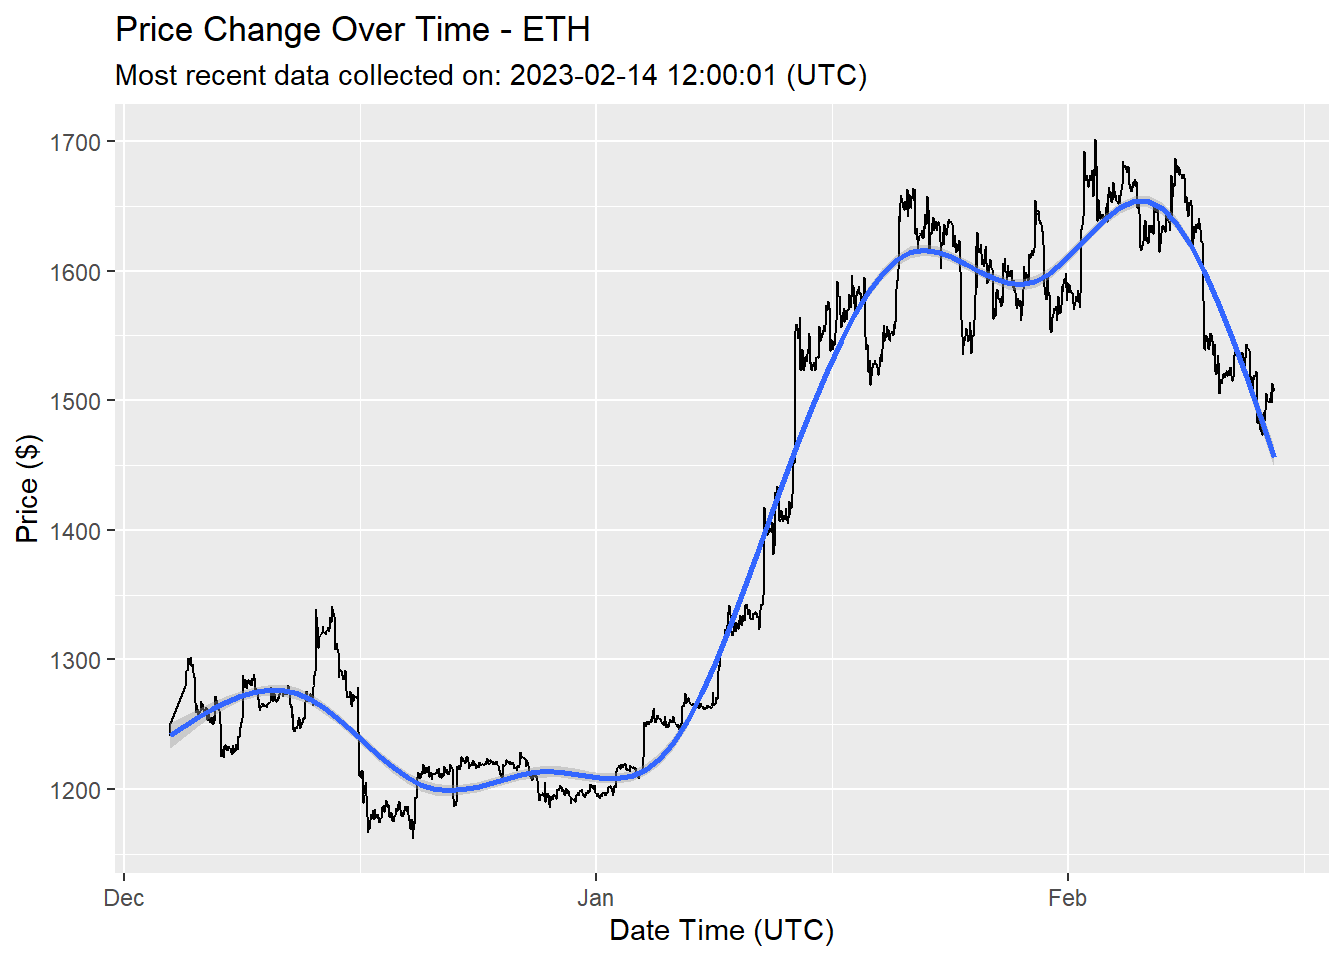 Price Change Over Time - ETH
Most recent data collected on: 2023-02-14 12:00:01 (UTC)
Price ($)
1700
1600
1500
1400
1300
1200
Dec
Jan
Feb
Date Time (UTC)